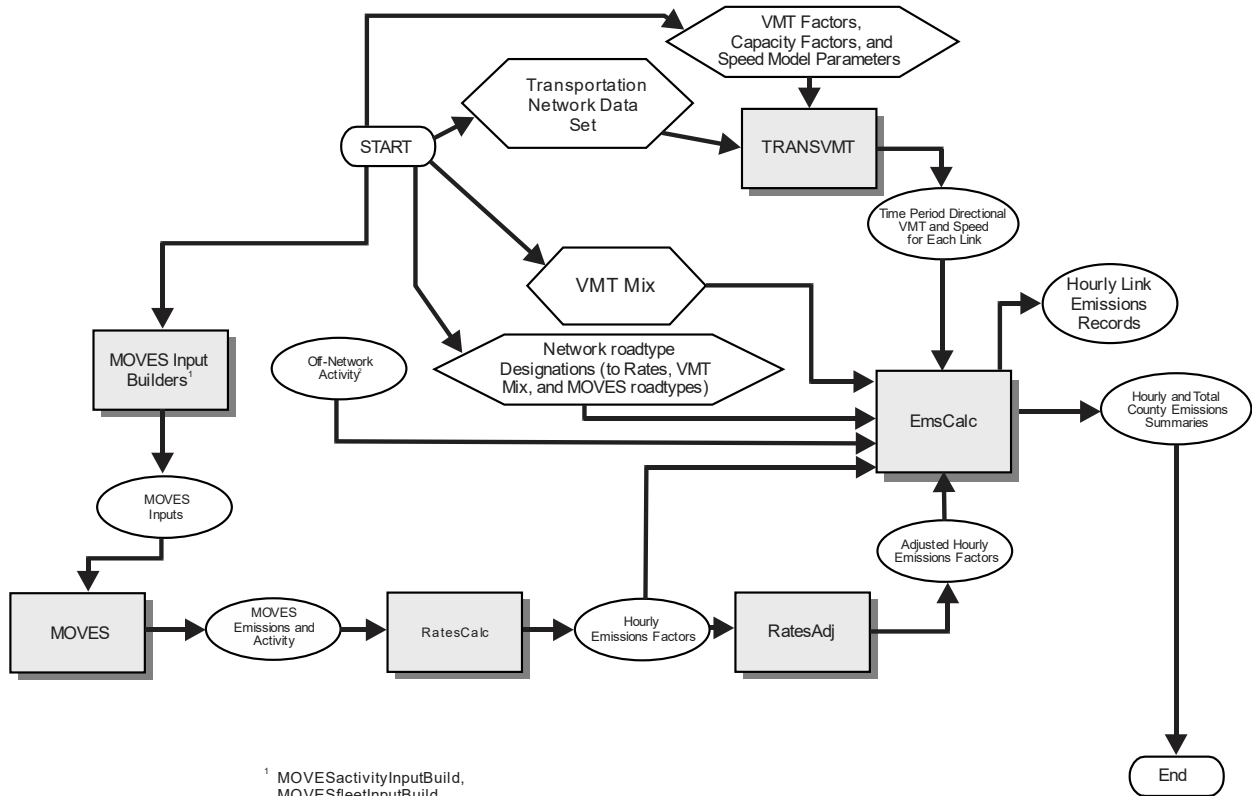 VMT Factors,
Capacity Factors, and
Speed Model Parameters
Transportation
Network Data
Set
START
TRANSVMT
Time Period Directional
VMT and Speed
for Each Link
VMT Mix
Hourly Link
Emissions
Records
MOVES Input
Builders¹
Off-Network
Activity²
Network roadtype
Designations (to Rates, VMT
Mix, and MOVES roadtypes)
EmsCalc
Hourly and Total
County Emissions
Summaries
MOVES
Inputs
Adjusted Hourly
Emissions Factors
MOVES
MOVES
Emissions and
Activity
RatesCalc
Hourly
Emissions Factors
RatesAdj
End
¹ MOVESactivityInputBuild,
MOVESfleetInputBuild